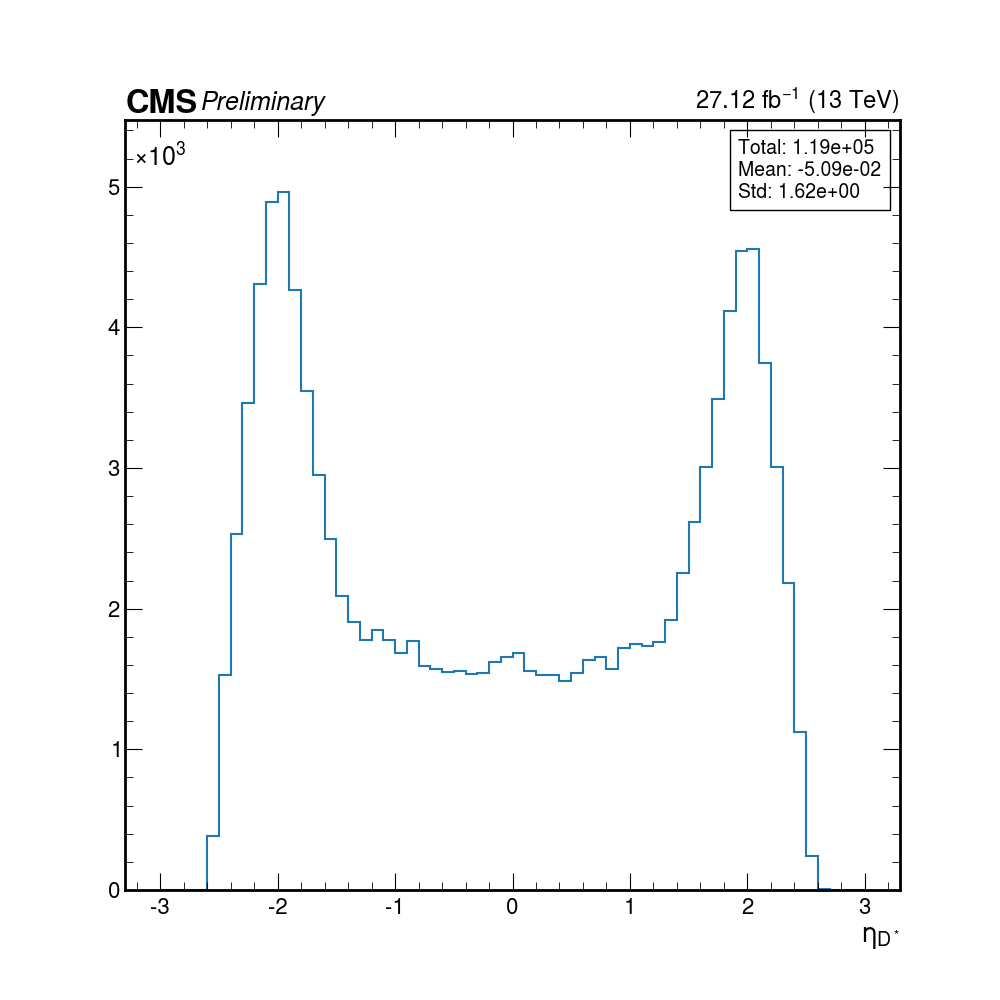 CMS Preliminary
27.12 fb⁻¹ (13 TeV)
×10³
Total: 1.19e+05
Mean: -5.09e-02
Std: 1.62e+00
5
4
3
2
1
0
-3 -2 -1 0 1 2 3
η_D*